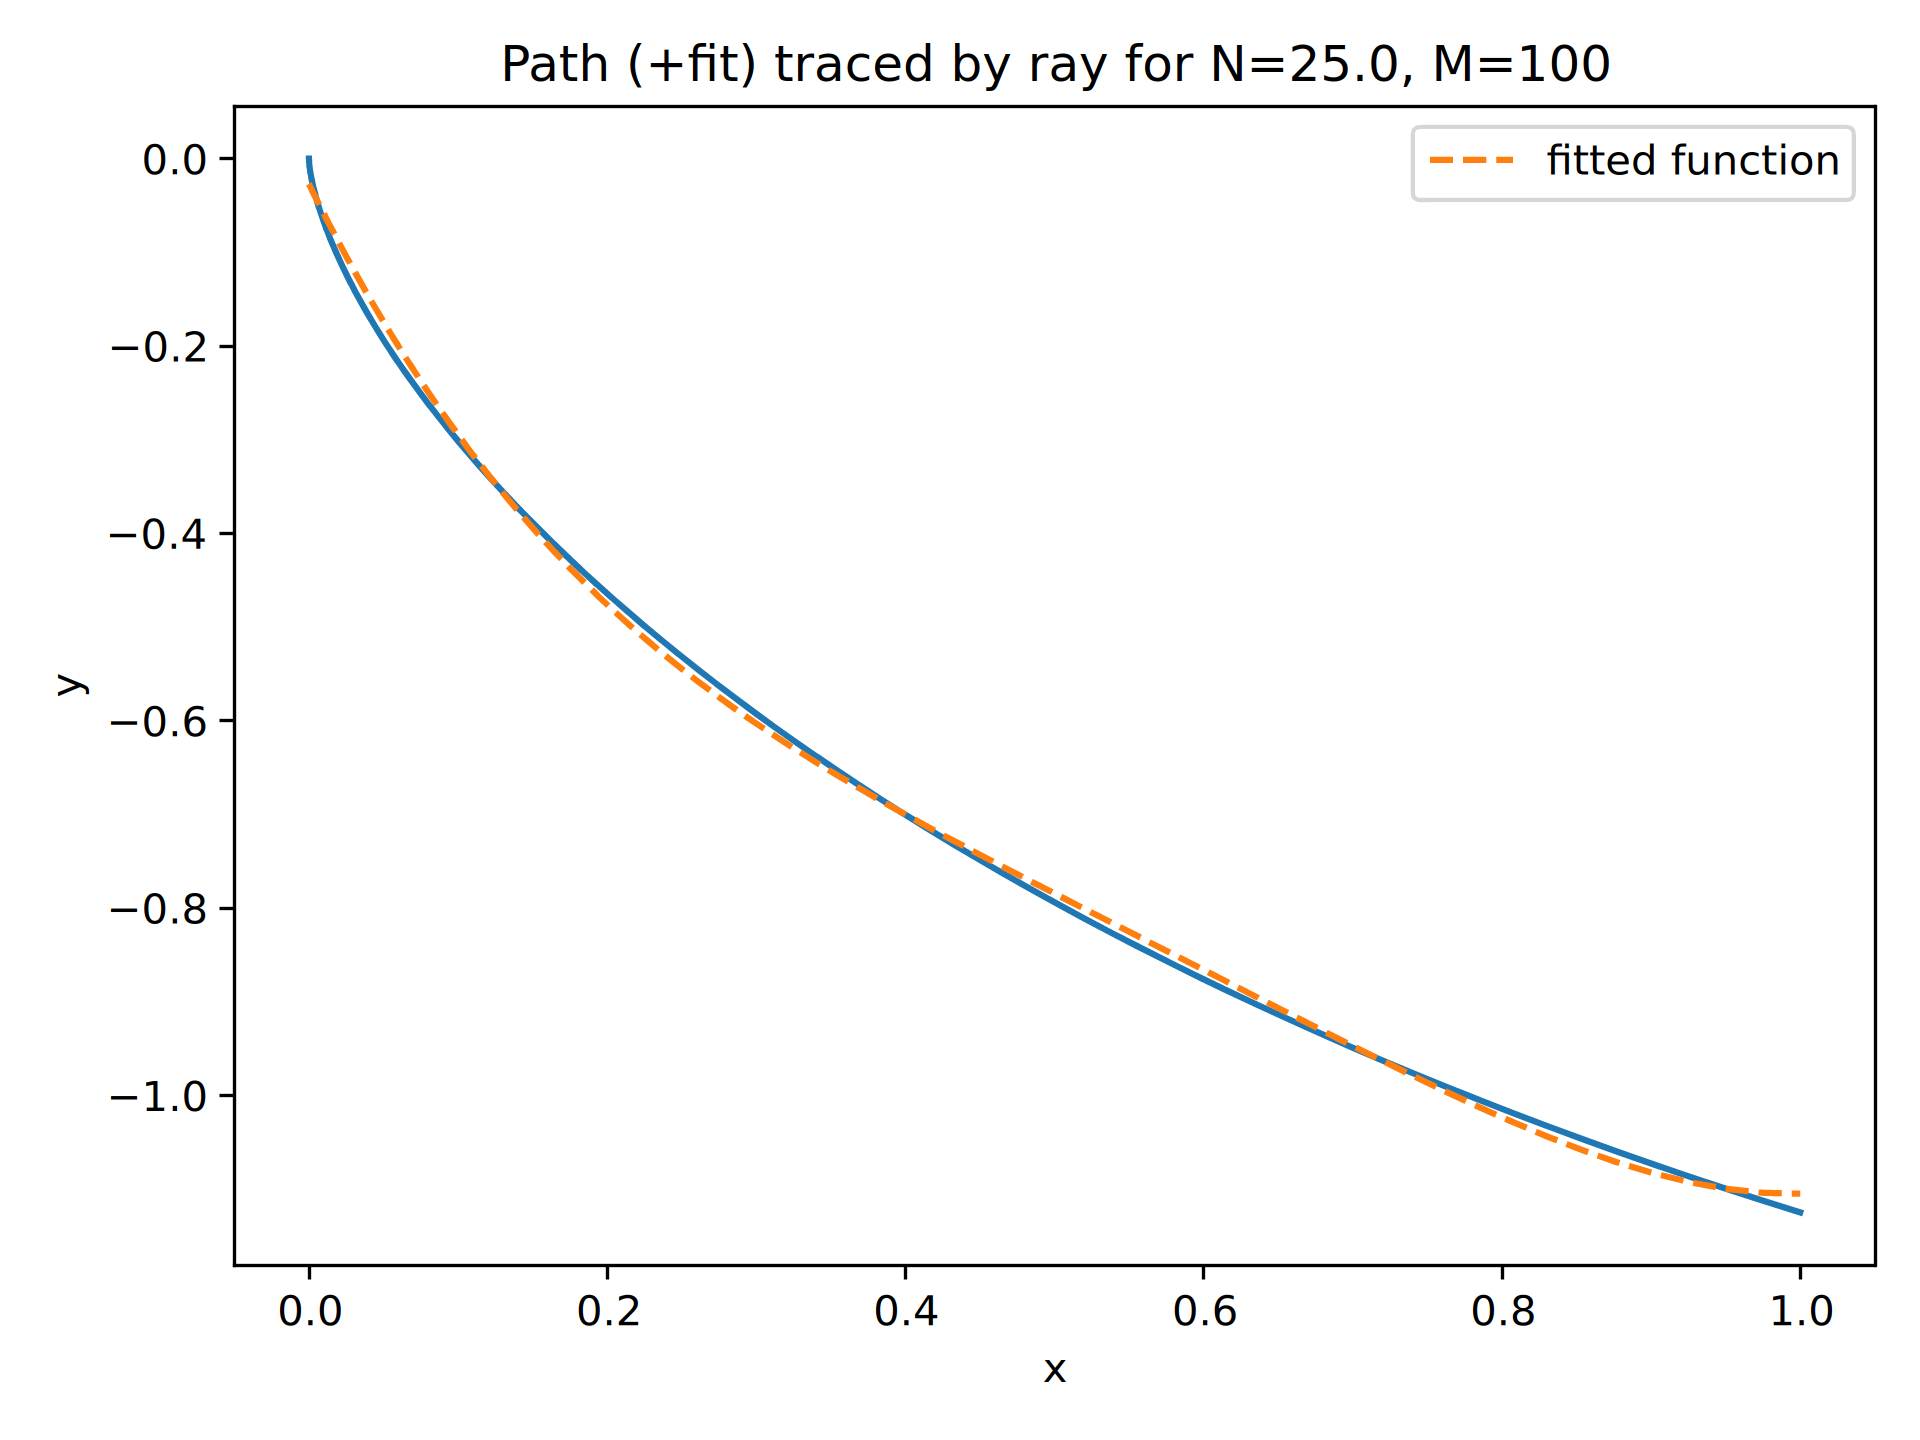 Path (+fit) traced by ray for N=25.0, M=100
fitted function
0.0
−0.2
−0.4
−0.6
−0.8
−1.0
y
0.0 0.2 0.4 0.6 0.8 1.0
x